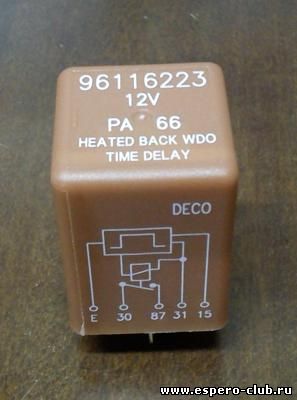 96116223
12V
PA 66
HEATED BACK WDO
TIME DELAY
DECO
E 30 87 31 15
www.espero-club.ru